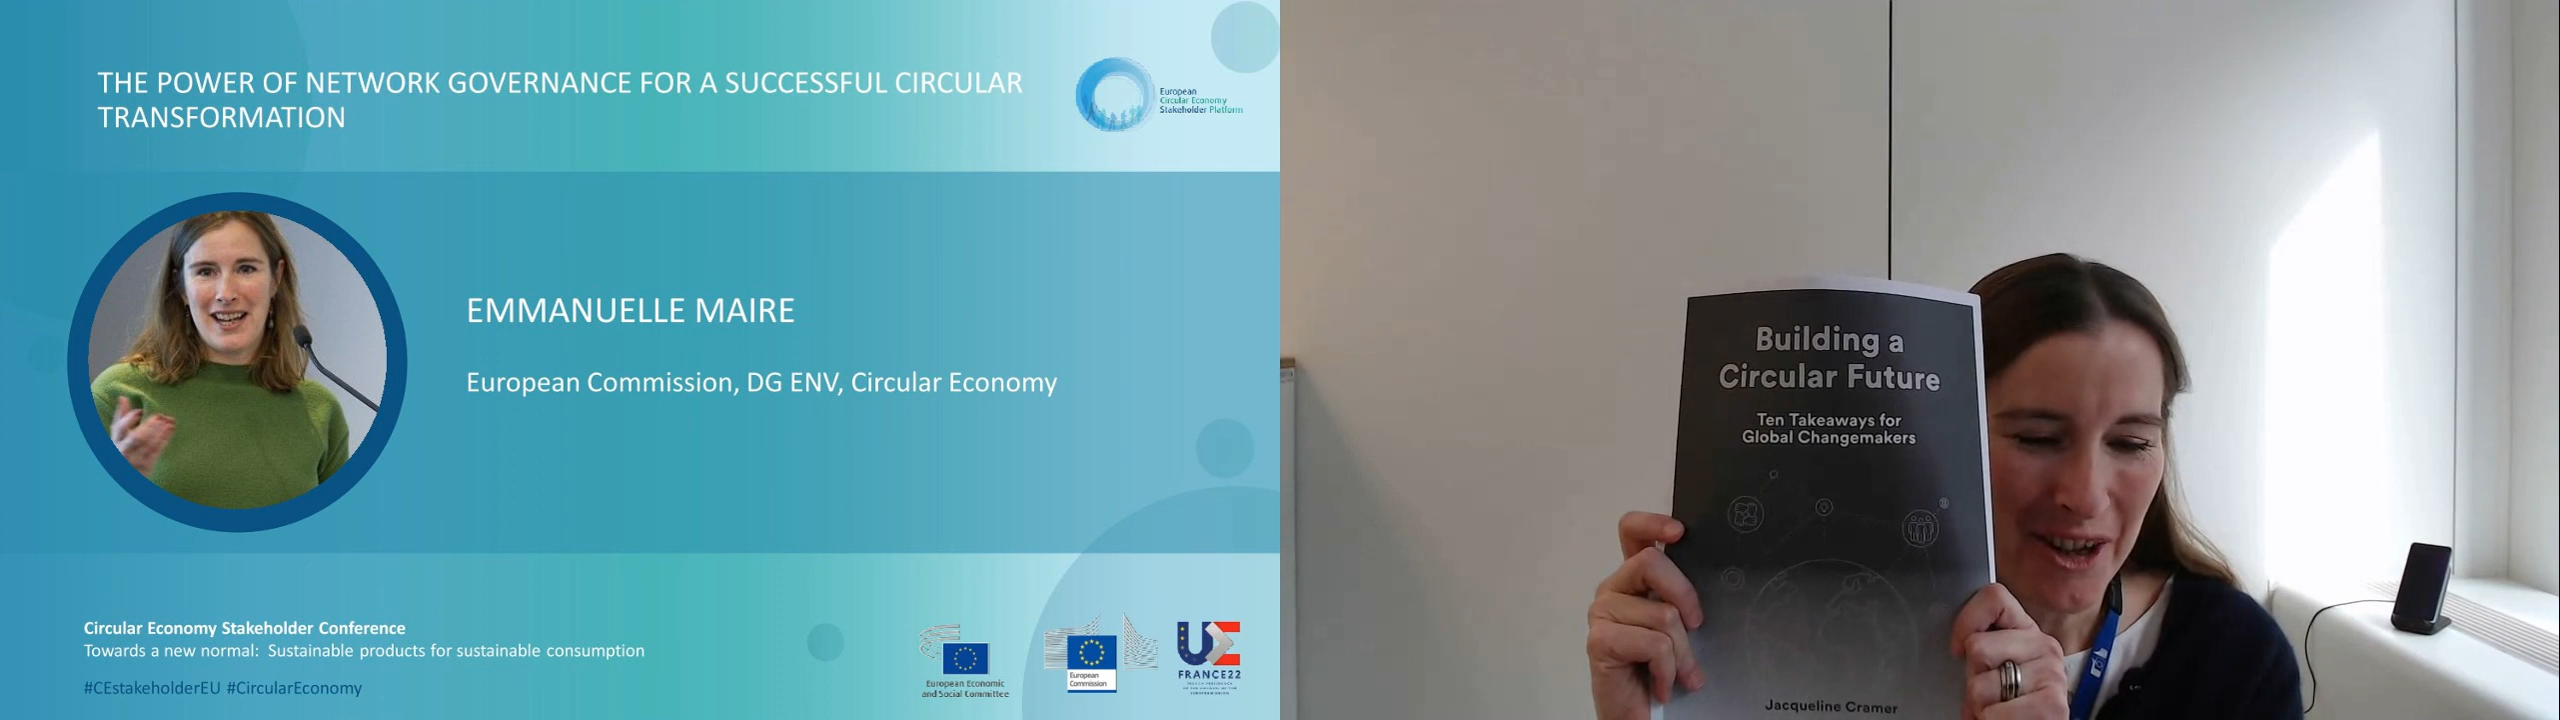 THE POWER OF NETWORK GOVERNANCE FOR A SUCCESSFUL CIRCULAR
TRANSFORMATION
European
Circular Economy
Stakeholder Platform
EMMANUELLE MAIRE
European Commission, DG ENV, Circular Economy
Circular Economy Stakeholder Conference
Towards a new normal: Sustainable products for sustainable consumption
#CEstakeholderEU #CircularEconomy
European Economic
and Social Committee
European
Commission
UE
FRANCE22
Building a
Circular Future
Ten Takeaways for
Global Changemakers
Jacqueline Cramer